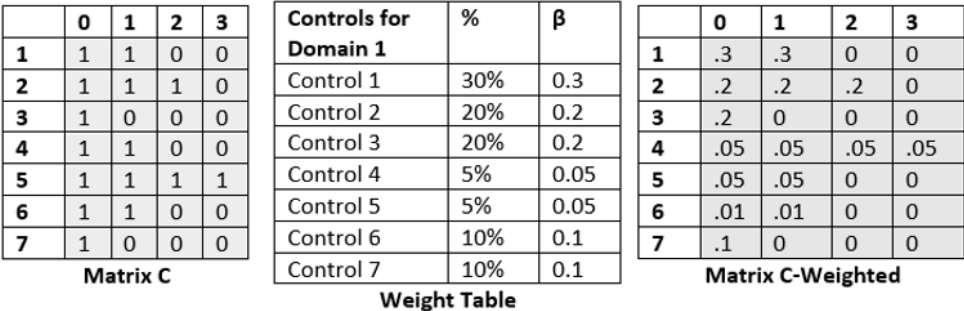 0 1 2 3
1 1 1 0 0
2 1 1 1 0
3 1 0 0 0
4 1 1 0 0
5 1 1 1 1
6 1 1 0 0
7 1 0 0 0
Matrix C
Controls for Domain 1 % β
Control 1 30% 0.3
Control 2 20% 0.2
Control 3 20% 0.2
Control 4 5% 0.05
Control 5 5% 0.05
Control 6 10% 0.1
Control 7 10% 0.1
Weight Table
0 1 2 3
1 .3 .3 0 0
2 .2 .2 .2 0
3 .2 0 0 0
4 .05 .05 .05 .05
5 .05 .05 0 0
6 .01 .01 0 0
7 .1 0 0 0
Matrix C-Weighted